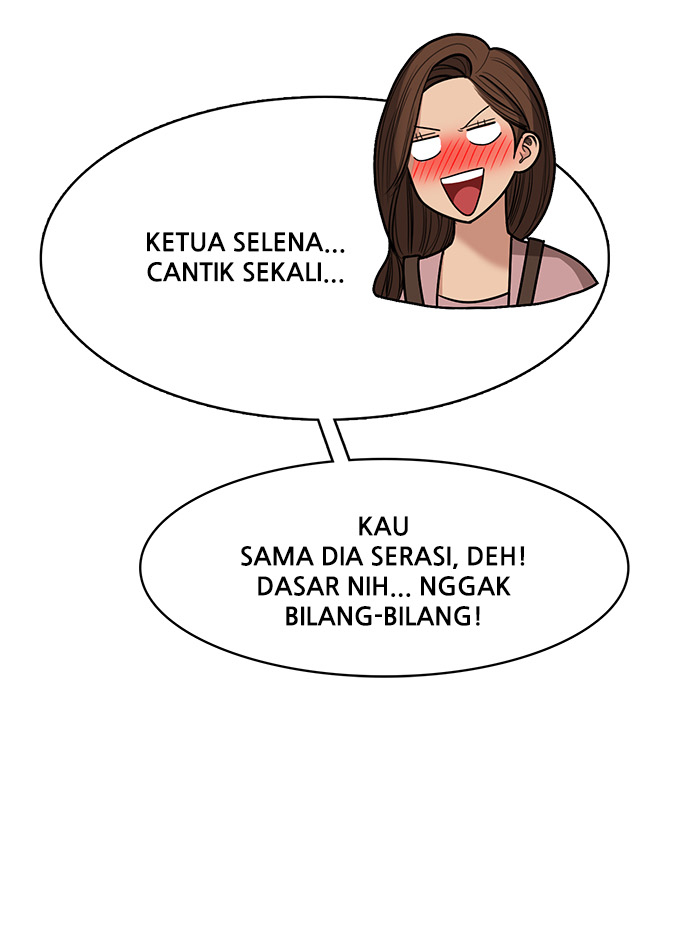 KETUA SELENA...
CANTIK SEKALI...
KAU
SAMA DIA SERASI, DEH!
DASAR NIH... NGGAK
BILANG-BILANG!